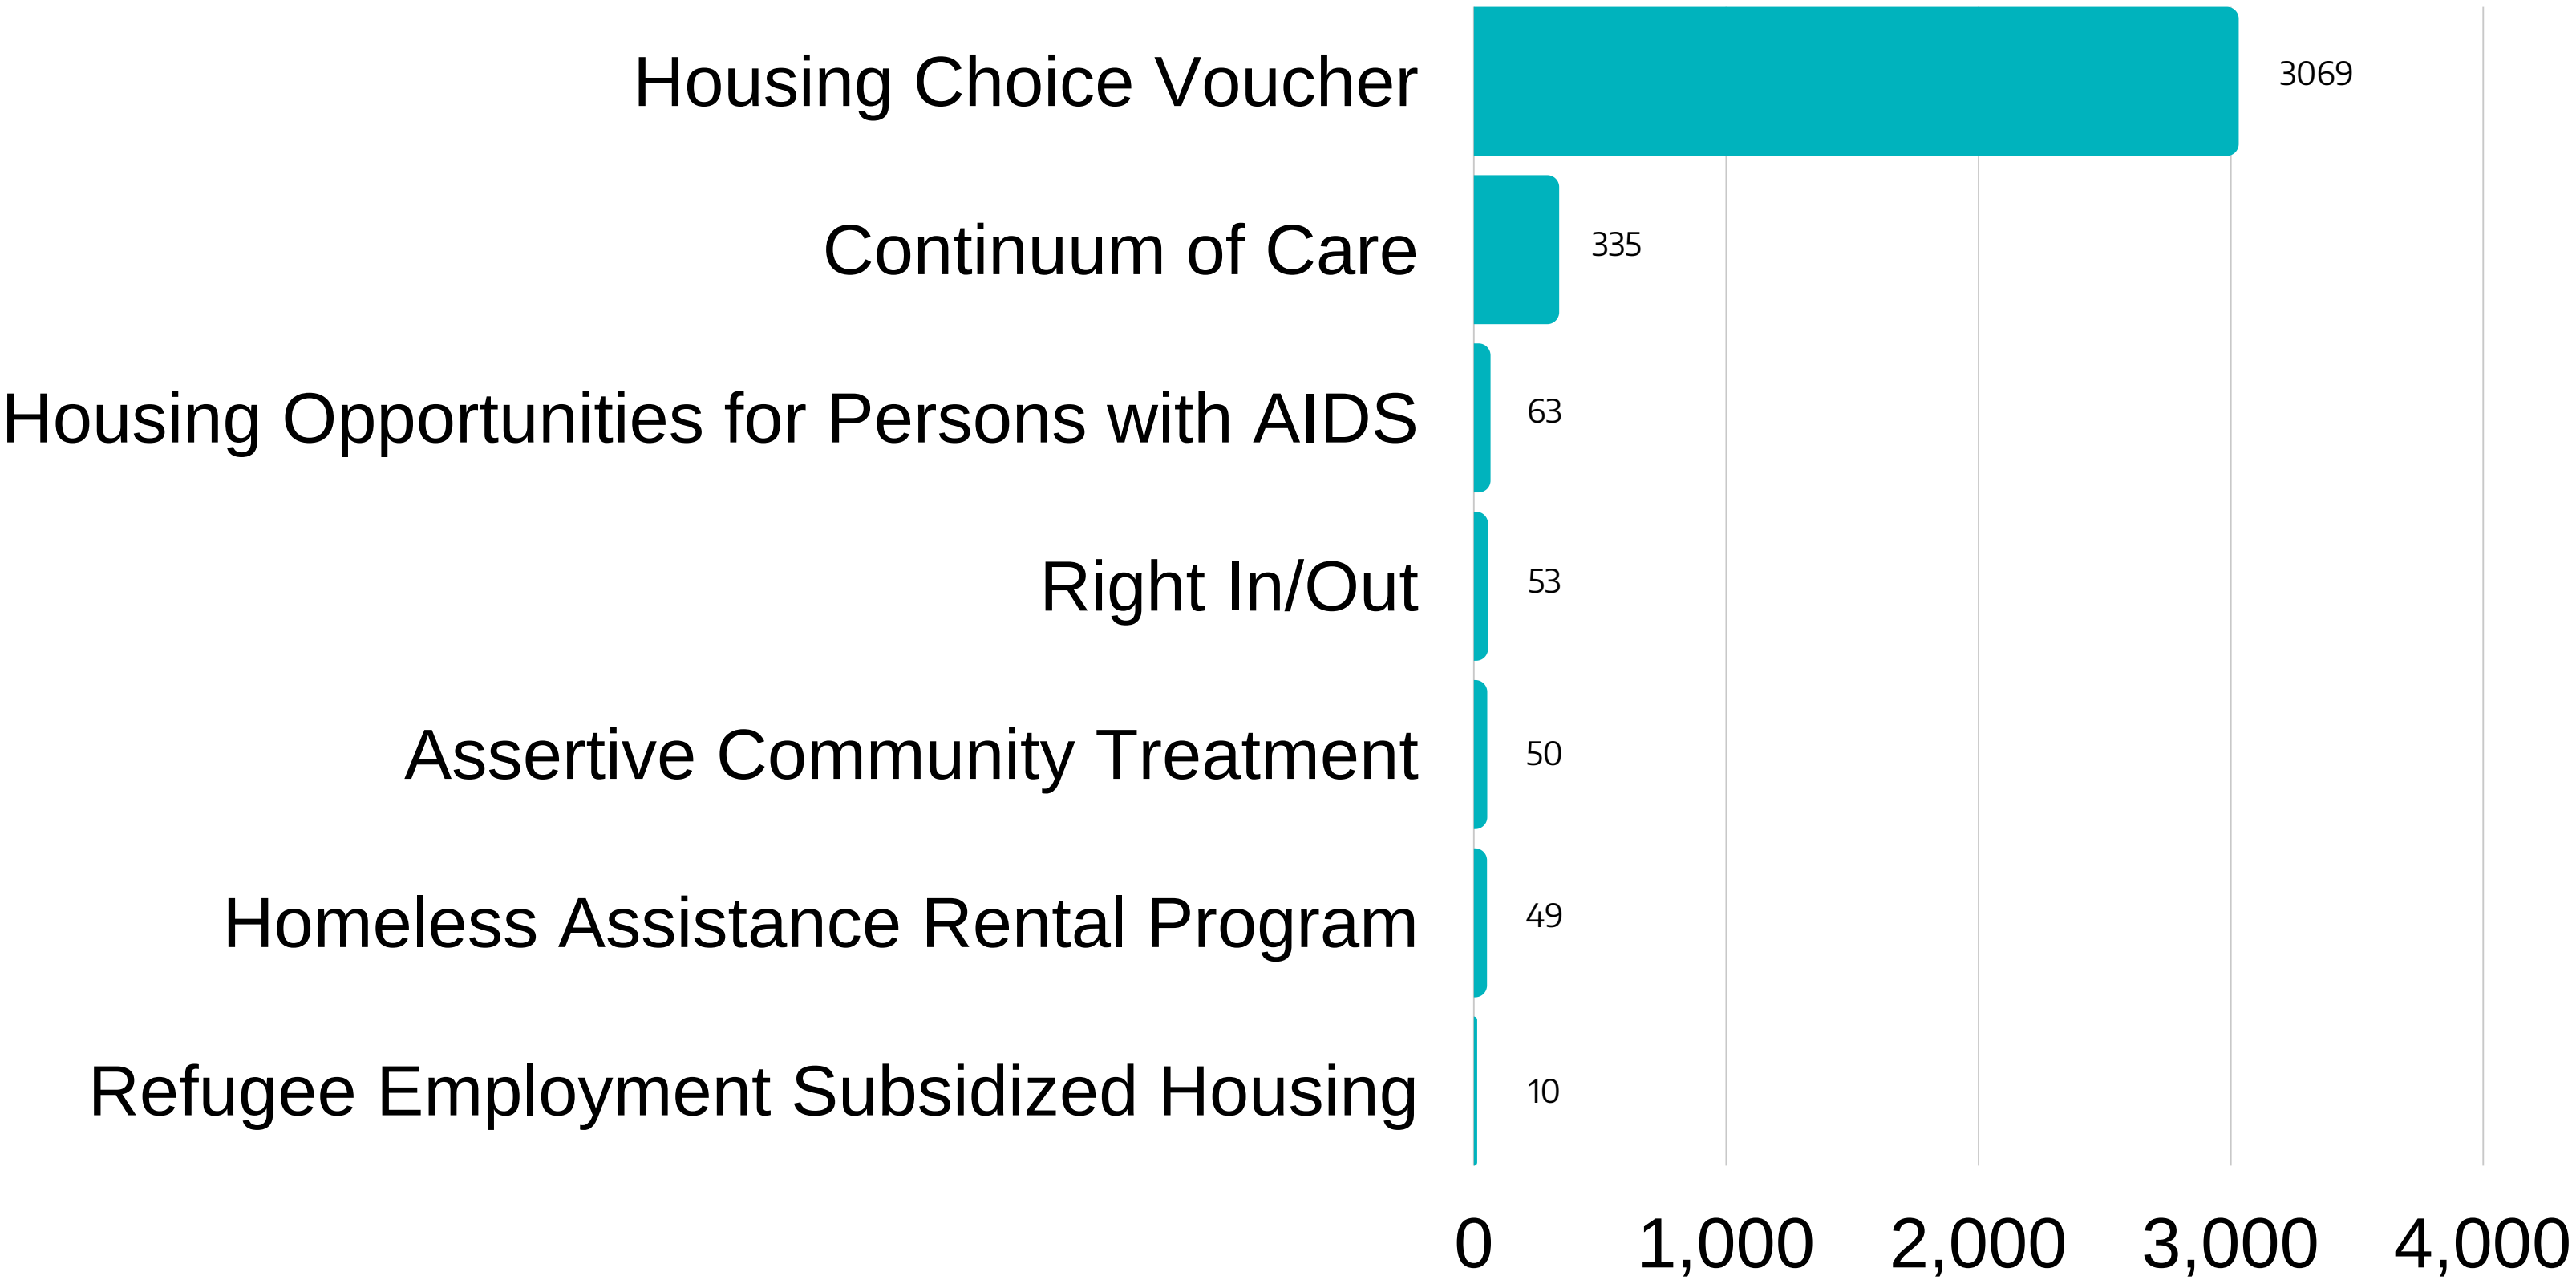 Housing Choice Voucher 3069
Continuum of Care 335
Housing Opportunities for Persons with AIDS 63
Right In/Out 53
Assertive Community Treatment 50
Homeless Assistance Rental Program 49
Refugee Employment Subsidized Housing 10
0 1,000 2,000 3,000 4,000